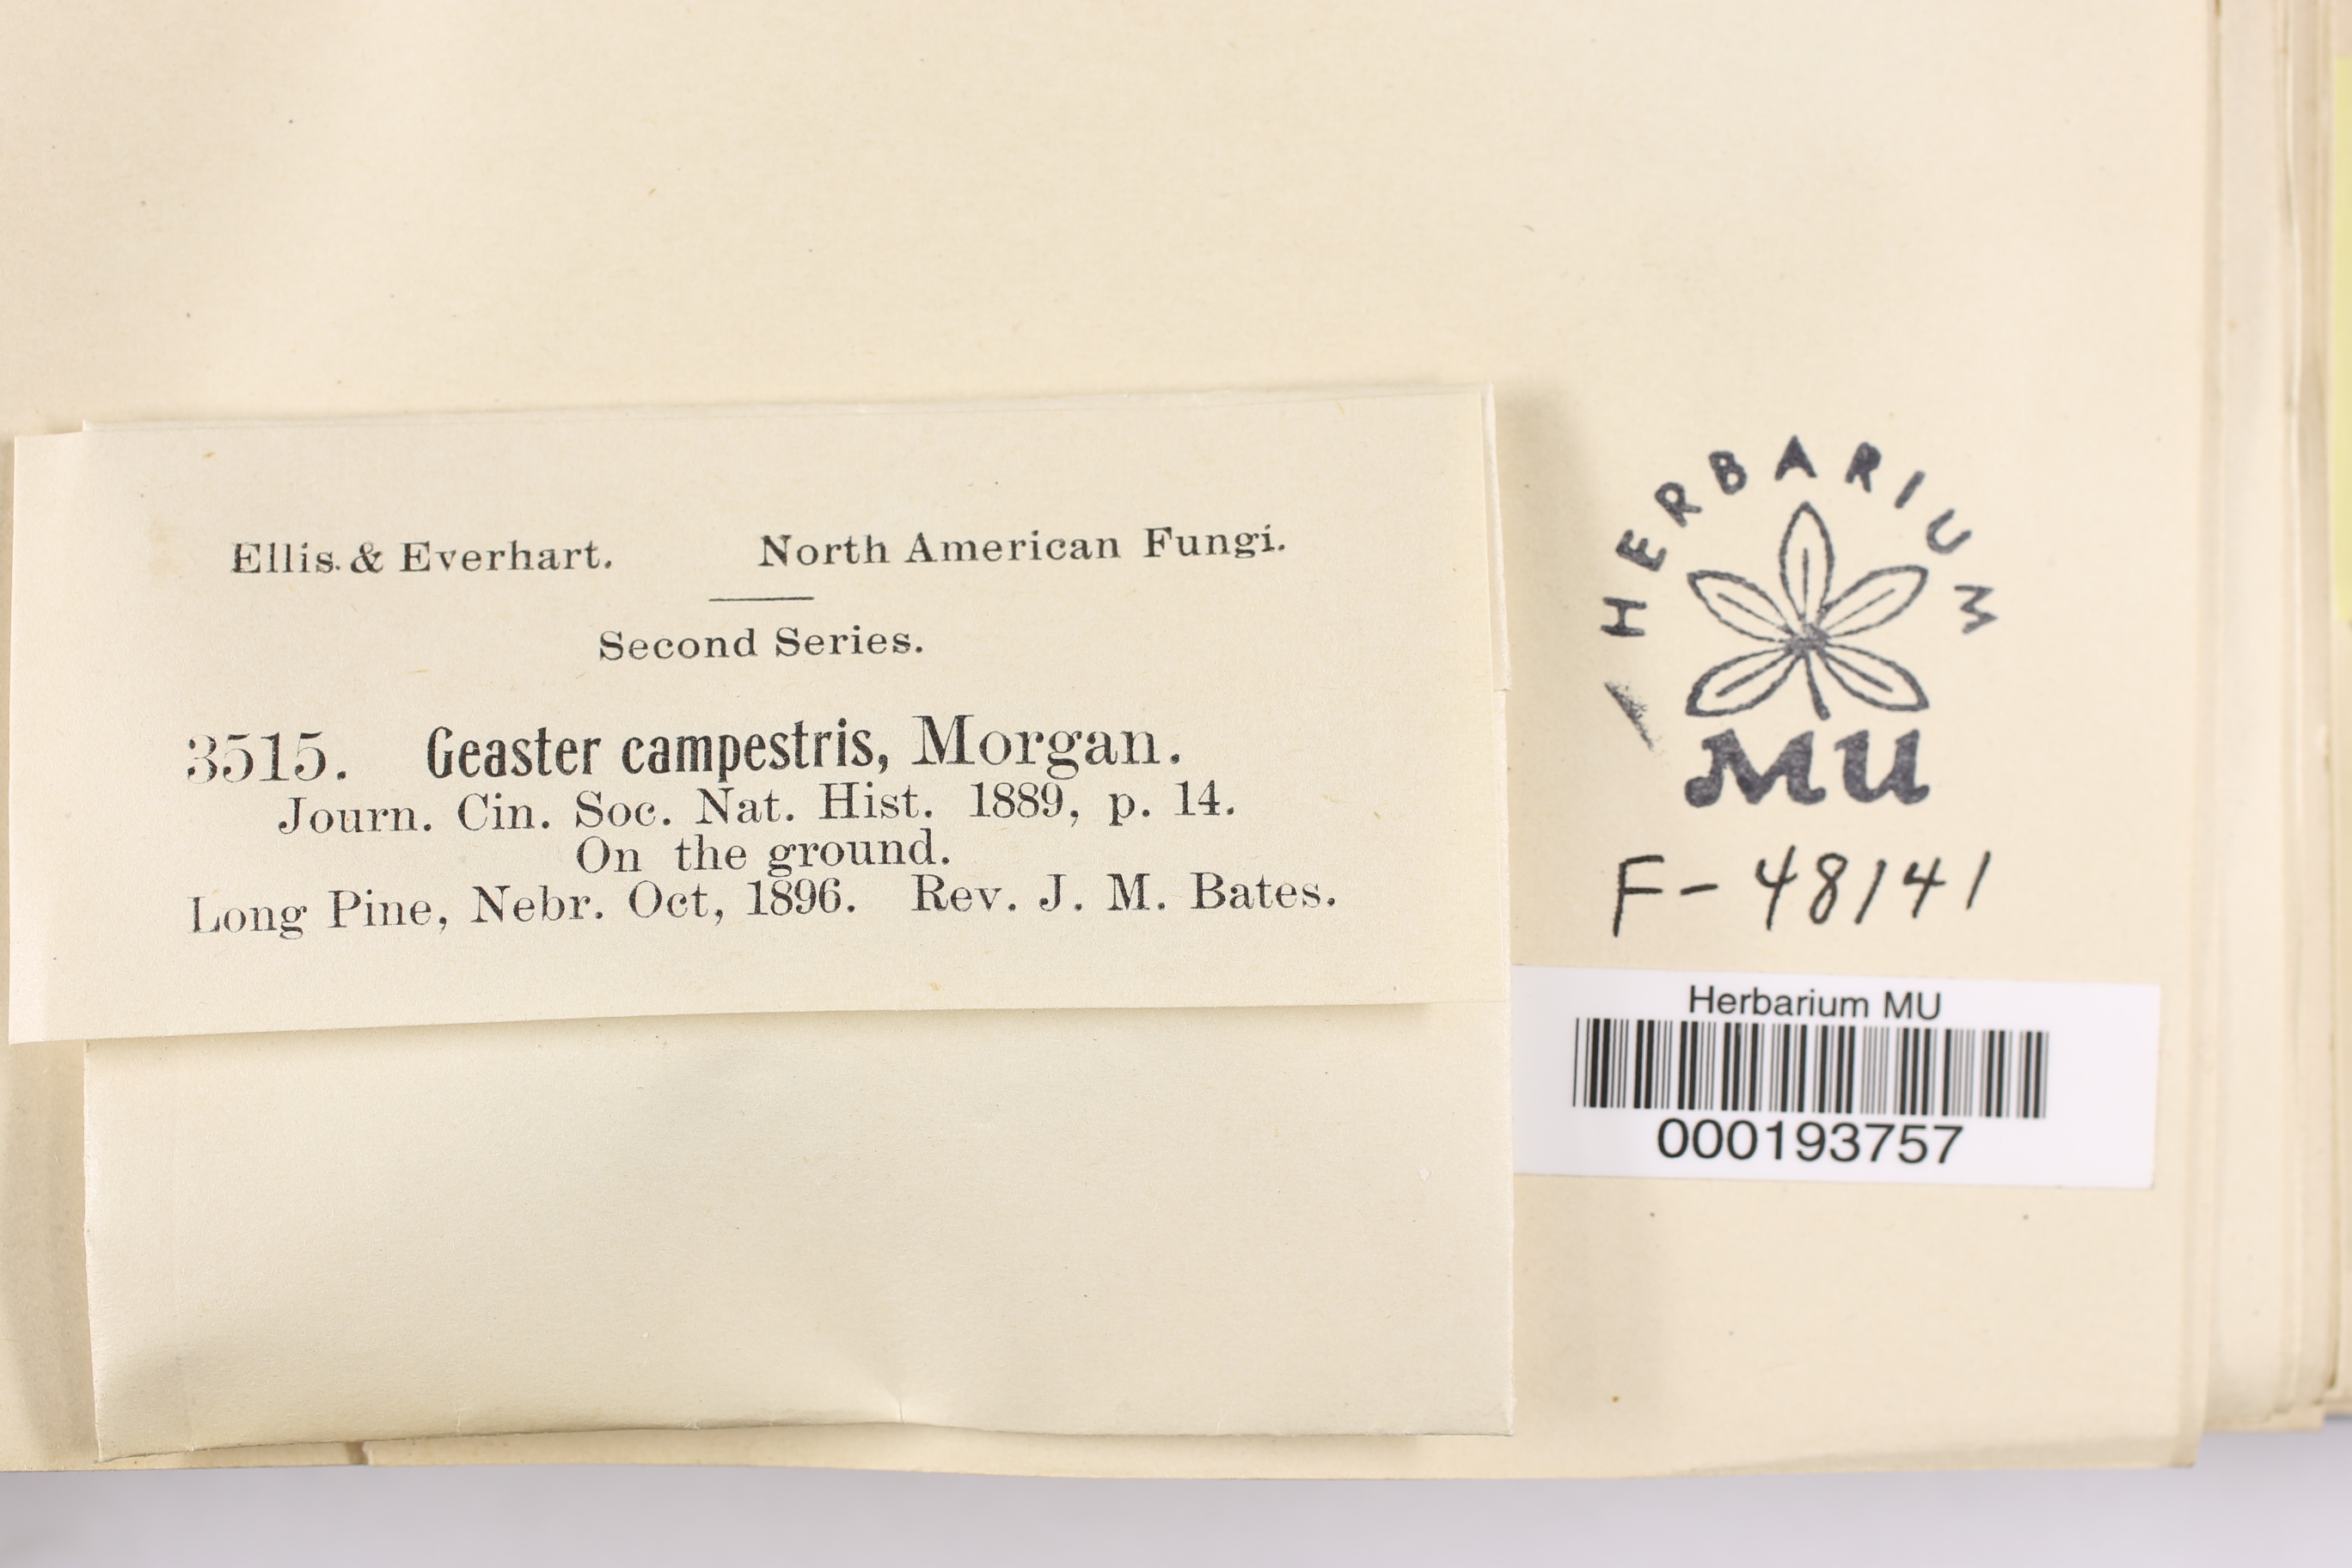 Ellis. & Everhart. North American Fungi.
Second Series.
3515. Geaster campestris, Morgan.
Journ. Cin. Soc. Nat. Hist. 1889, p. 14.
On the ground.
Long Pine, Nebr. Oct, 1896. Rev. J. M. Bates.
HERBARIUM
MU
F-48141
Herbarium MU
000193757